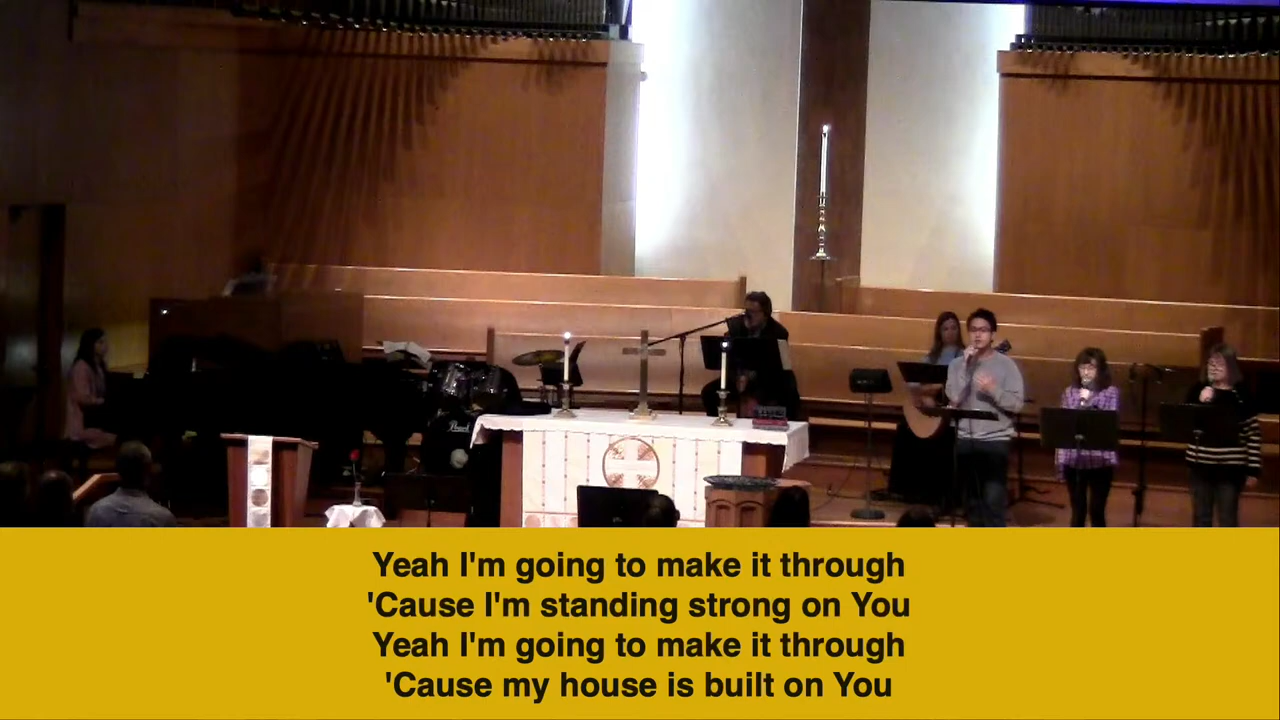 Yeah I'm going to make it through
'Cause I'm standing strong on You
Yeah I'm going to make it through
'Cause my house is built on You